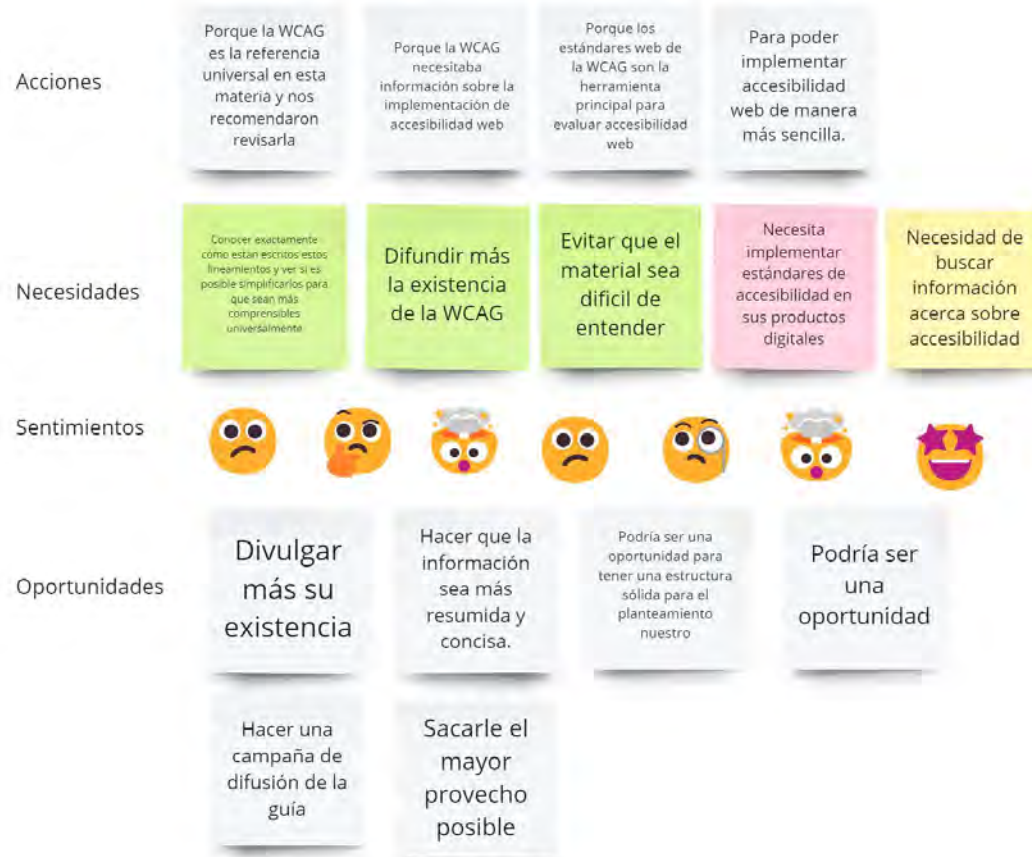 Acciones
Porque la WCAG
es la referencia
universal en esta
materia y nos
recomendaron
revisarla
Porque la WCAG
necesitaba
información sobre la
implementación de
accesibilidad web
Porque los
estándares web de
la WCAG son la
herramienta
principal para
evaluar accesibilidad
web
Para poder
implementar
accesibilidad
web de manera
más sencilla.
Necesidades
Conocer exactamente
cómo están escritos estos
lineamientos y ver si es
posible simplificarlos para
que sean más
comprensibles
universalmente
Difundir más
la existencia
de la WCAG
Evitar que el
material sea
dificil de
entender
Necesita
implementar
estándares de
accesibilidad en
sus productos
digitales
Necesidad de
buscar
información
acerca sobre
accesibilidad
Sentimientos
Oportunidades
Divulgar
más su
existencia
Hacer que la
información
sea más
resumida y
concisa.
Podría ser una
oportunidad para
tener una estructura
sólida para el
planteamiento
nuestro
Podría ser
una
oportunidad
Hacer una
campaña de
difusión de la
guía
Sacarle el
mayor
provecho
posible